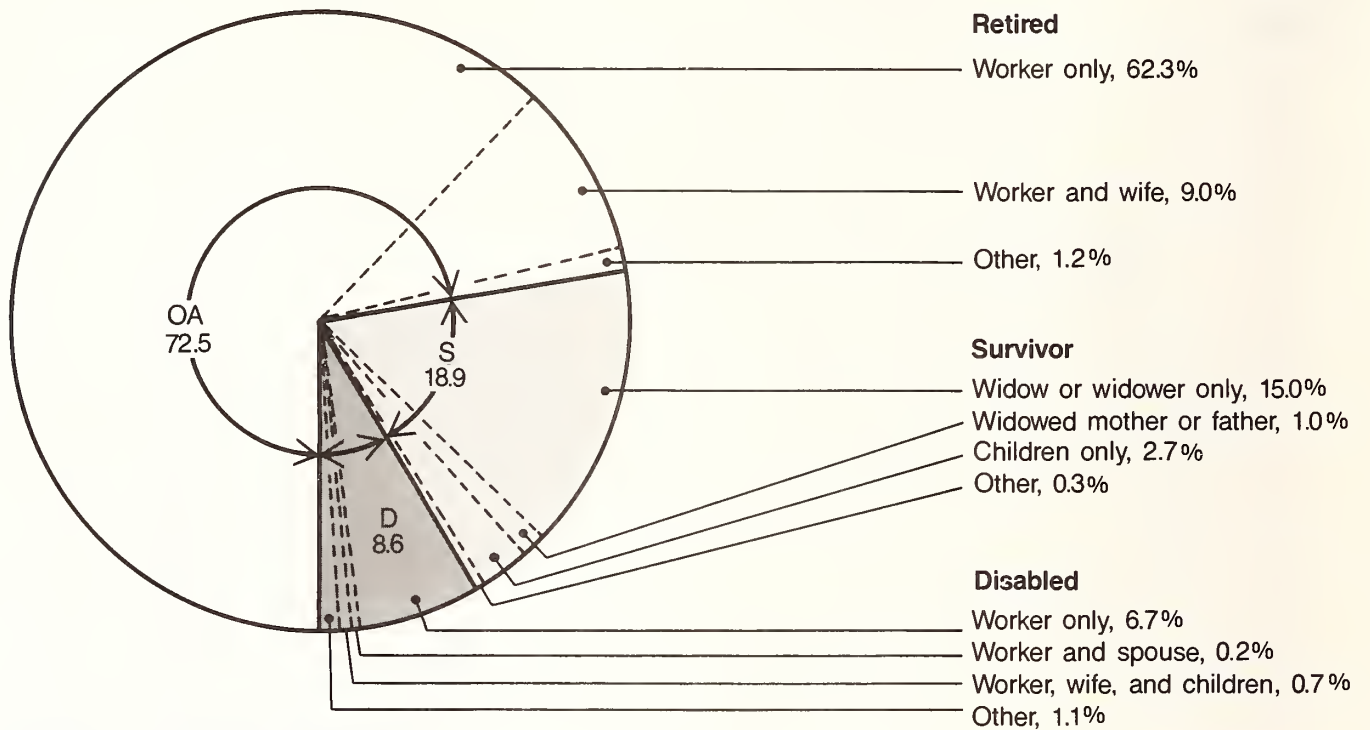 Retired
Worker only, 62.3%
Worker and wife, 9.0%
Other, 1.2%
OA
72.5
S
18.9
Survivor
Widow or widower only, 15.0%
Widowed mother or father, 1.0%
Children only, 2.7%
Other, 0.3%
D
8.6
Disabled
Worker only, 6.7%
Worker and spouse, 0.2%
Worker, wife, and children, 0.7%
Other, 1.1%